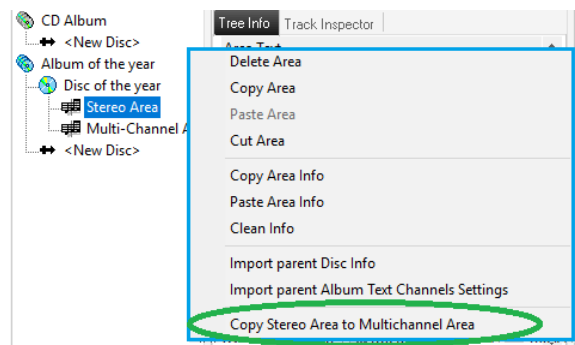 CD Album
<New Disc>
Album of the year
Disc of the year
Stereo Area
Multi-Channel A
<New Disc>
Tree Info Track Inspector
Area Text
Delete Area
Copy Area
Paste Area
Cut Area
Copy Area Info
Paste Area Info
Clean Info
Import parent Disc Info
Import parent Album Text Channels Settings
Copy Stereo Area to Multichannel Area